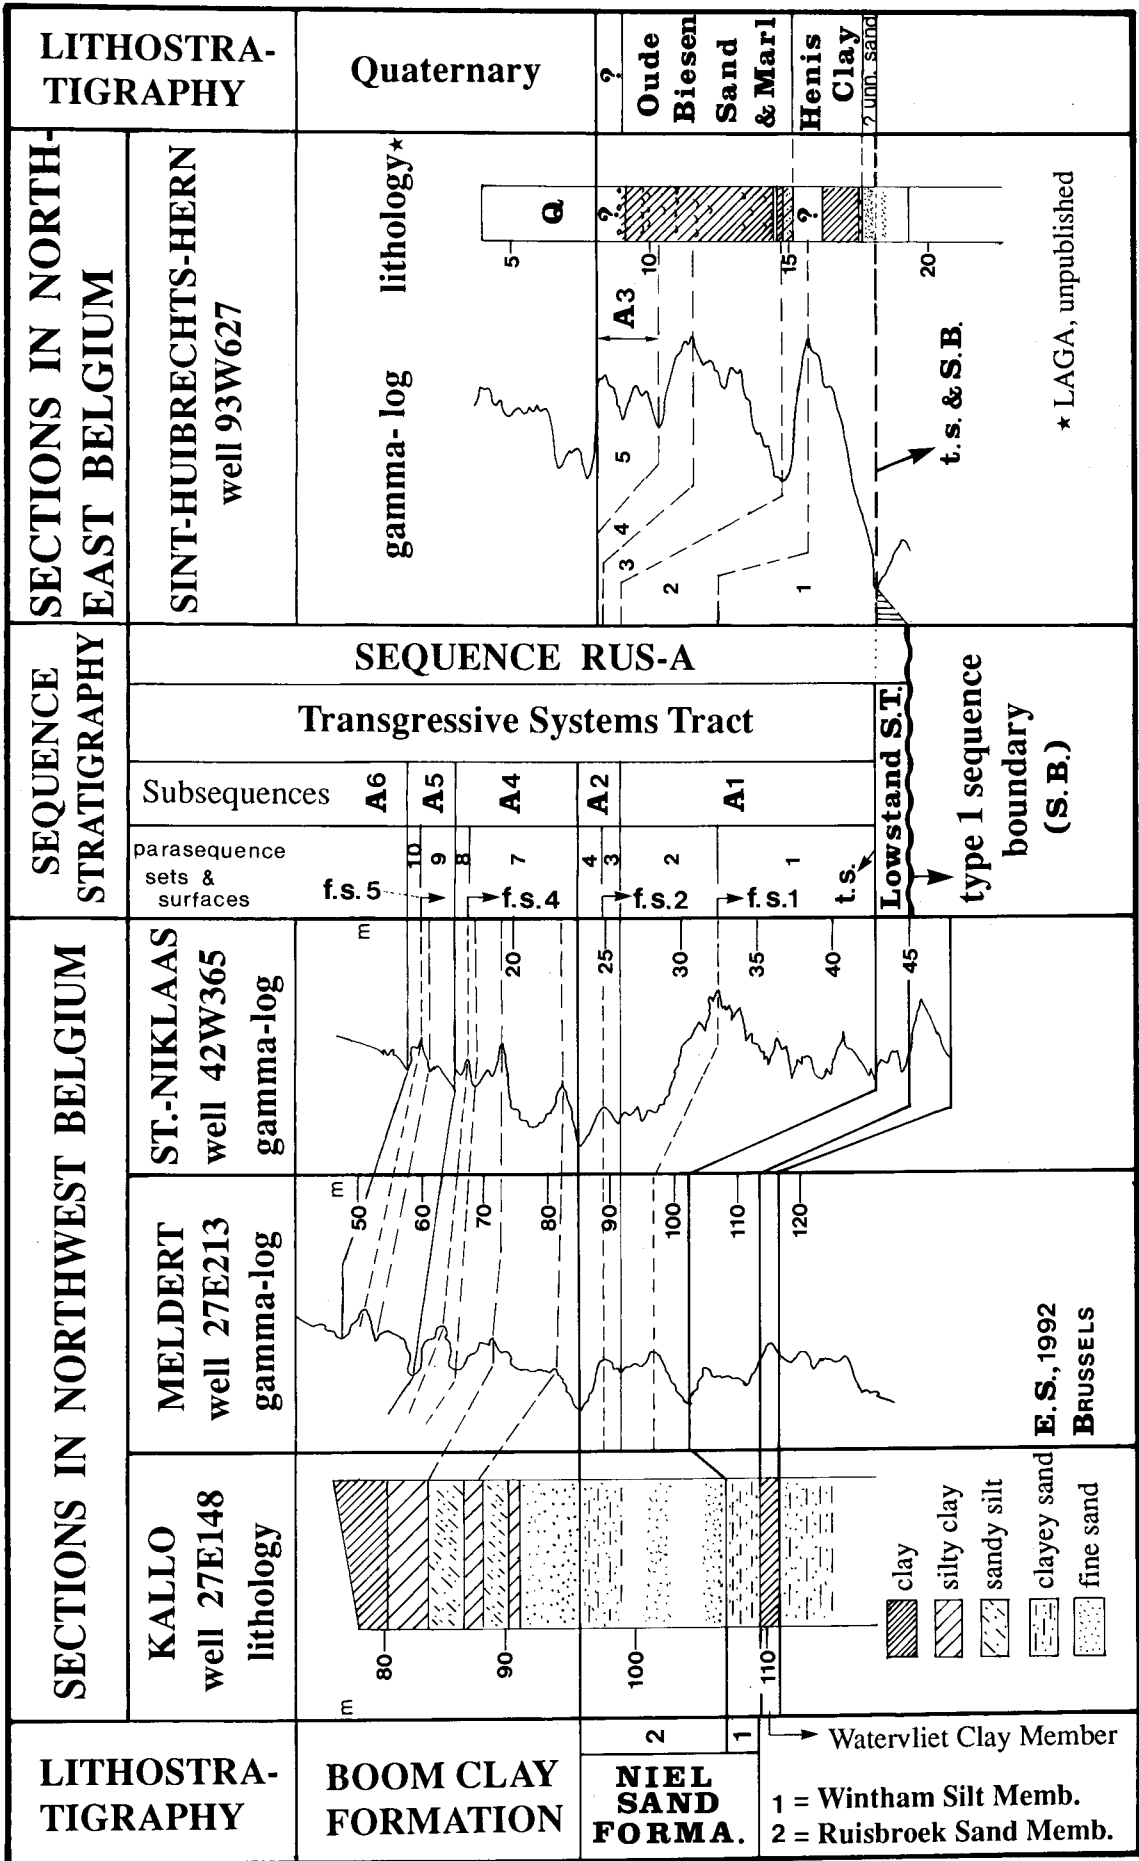 LITHOSTRA-
TIGRAPHY
Quaternary
?
Oude
Biesen
Sand
& Marl
Henis
Clay
? unn. sand
SECTIONS IN NORTH-
EAST BELGIUM
SINT-HUIBRECHTS-HERN
well 93W627
lithology★
gamma-log
Q
?
?
5
10
15
20
A3
5
4
3
2
1
t.s. & S.B.
★ LAGA, unpublished
SEQUENCE
STRATIGRAPHY
SEQUENCE RUS-A
Transgressive Systems Tract
Lowstand S.T.
Subsequences
A6
A5
A4
A2
A1
parasequence
sets &
surfaces
10
9
8
7
4
3
2
1
f.s.5
f.s.4
f.s.2
f.s.1
t.s.
type 1 sequence
boundary
(S.B.)
SECTIONS IN NORTHWEST BELGIUM
ST.-NIKLAAS
well 42W365
gamma-log
m
20
25
30
35
40
45
MELDERT
well 27E213
gamma-log
m
50
60
70
80
90
100
110
120
E.S., 1992
BRUSSELS
KALLO
well 27E148
lithology
m
80
90
100
110
clay
silty clay
sandy silt
clayey sand
fine sand
LITHOSTRA-
TIGRAPHY
BOOM CLAY
FORMATION
2
1
NIEL
SAND
FORMA.
Watervliet Clay Member
1 = Wintham Silt Memb.
2 = Ruisbroek Sand Memb.